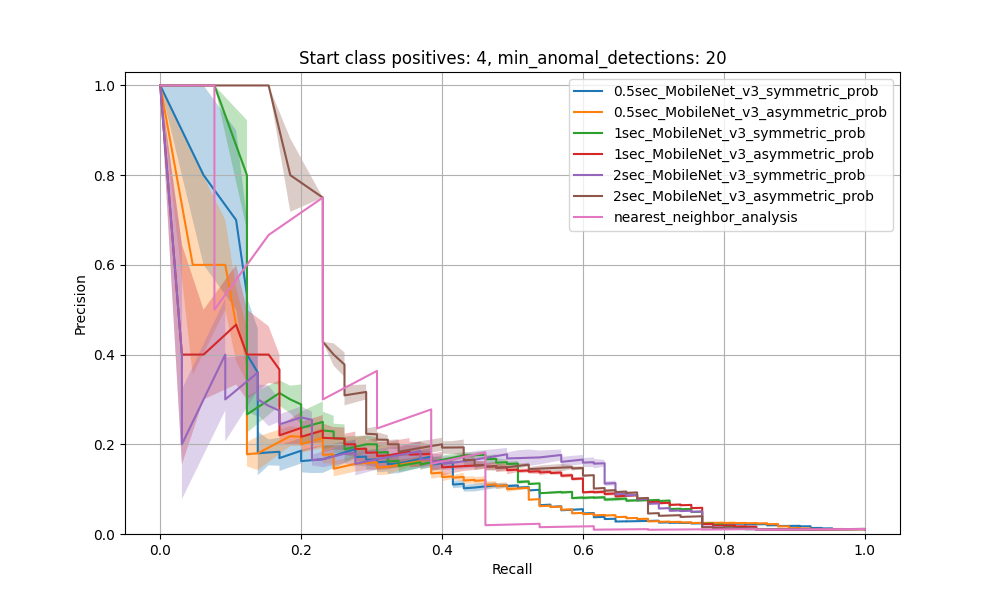 Start class positives: 4, min_anomal_detections: 20
1.0
0.8
0.6
0.4
0.2
0.0
Precision
0.5sec_MobileNet_v3_symmetric_prob
0.5sec_MobileNet_v3_asymmetric_prob
1sec_MobileNet_v3_symmetric_prob
1sec_MobileNet_v3_asymmetric_prob
2sec_MobileNet_v3_symmetric_prob
2sec_MobileNet_v3_asymmetric_prob
nearest_neighbor_analysis
0.0 0.2 0.4 0.6 0.8 1.0
Recall